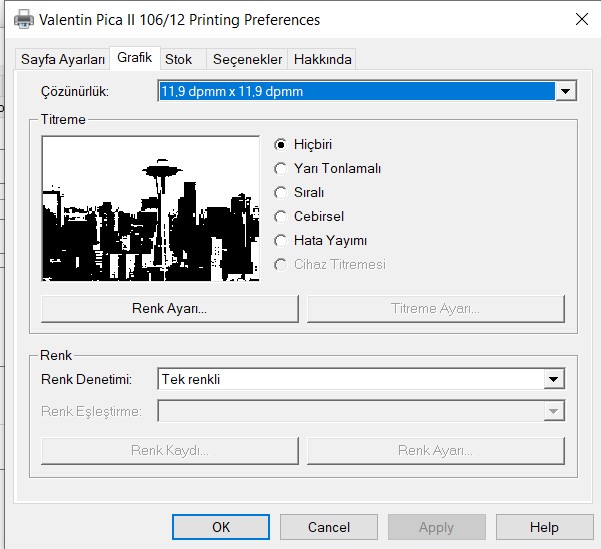 Valentin Pica II 106/12 Printing Preferences
Sayfa Ayarları Grafik Stok Seçenekler Hakkında
Çözünürlük: 11,9 dpmm x 11,9 dpmm
Titreme
Hiçbiri
Yarı Tonlamalı
Sıralı
Cebirsel
Hata Yayımı
Cihaz Titremesi
Renk Ayarı... Titreme Ayarı...
Renk
Renk Denetimi: Tek renkli
Renk Eşleştirme:
Renk Kaydı... Renk Ayarı...
OK Cancel Apply Help